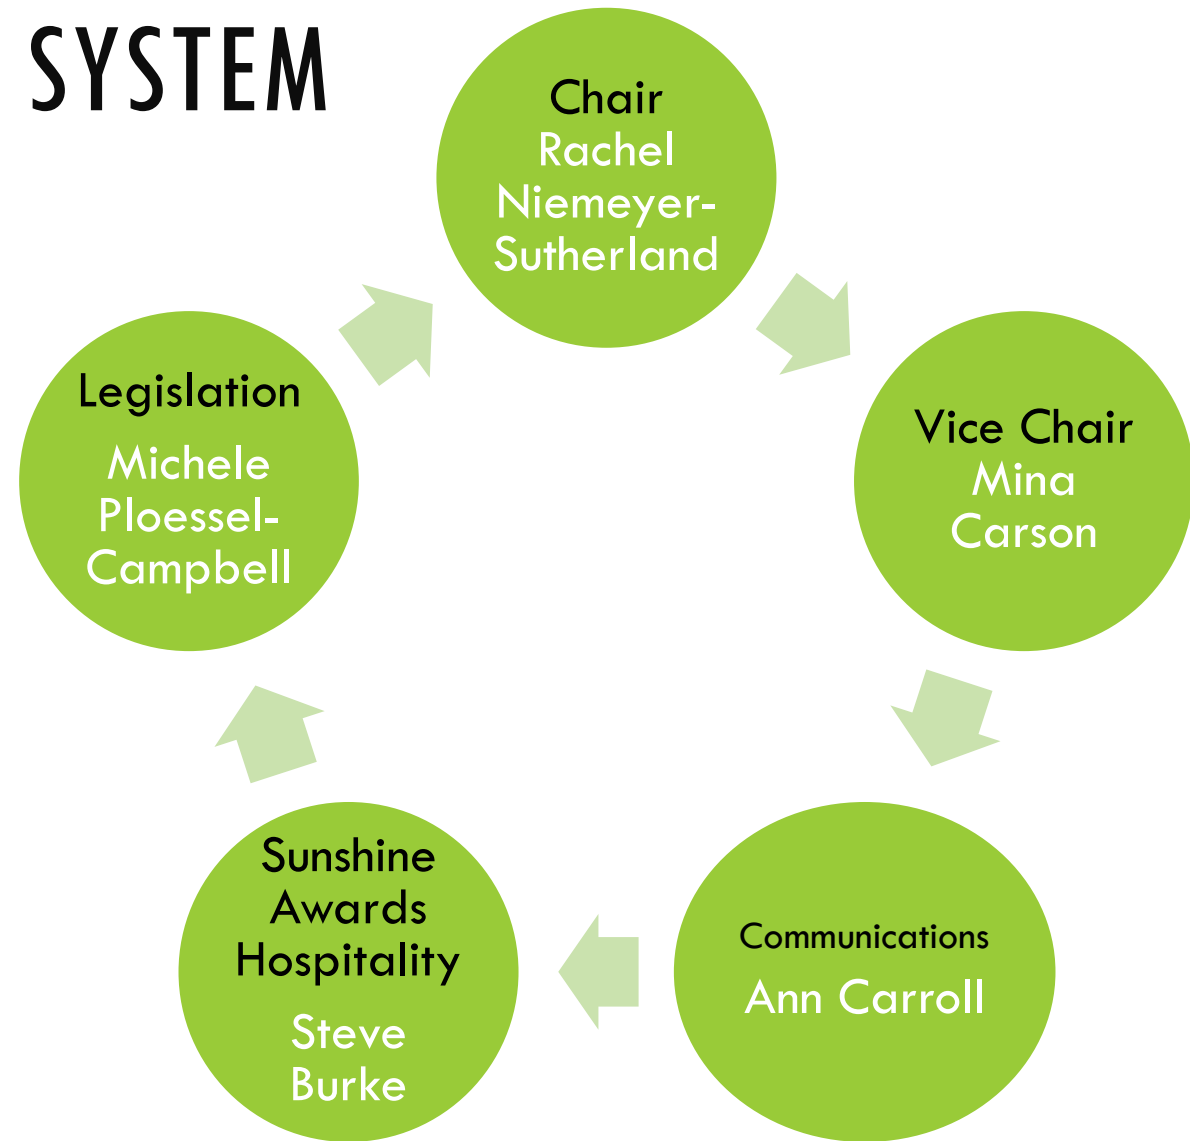 SYSTEM
Chair
Rachel
Niemeyer-
Sutherland
Vice Chair
Mina
Carson
Communications
Ann Carroll
Sunshine
Awards
Hospitality
Steve
Burke
Legislation
Michele
Ploessel-
Campbell